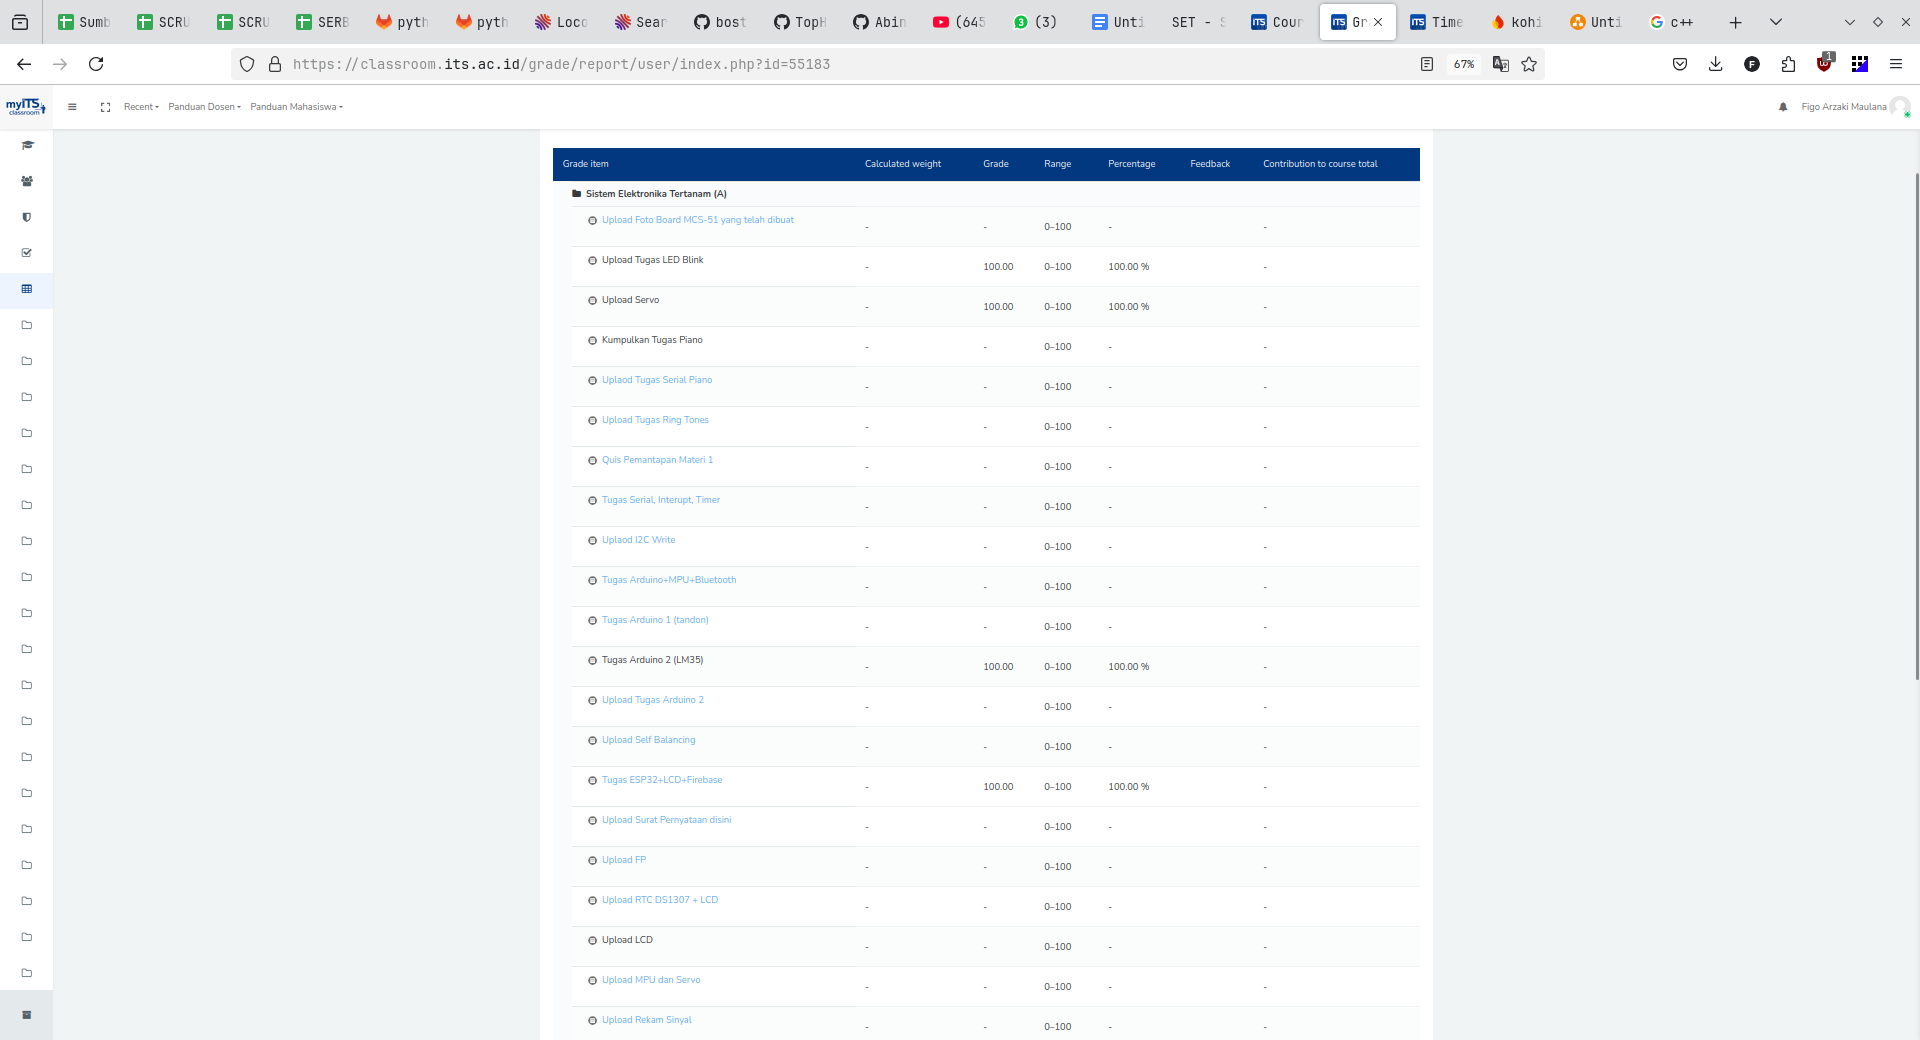 Sumb
SCRU
SCRU
SERB
pyth
pyth
Loco
Sear
bost
TopH
Abin
(645
(3)
Unti
SET - S
Cour
Gr
Time
kohi
Unti
c++
https://classroom.its.ac.id/grade/report/user/index.php?id=55183
67%
1
myITS
classroom
Recent
Panduan Dosen
Panduan Mahasiswa
Figo Arzaki Maulana
Grade item Calculated weight Grade Range Percentage Feedback Contribution to course total
Sistem Elektronika Tertanam (A)
Upload Foto Board MCS-51 yang telah dibuat - - 0–100 - -
Upload Tugas LED Blink - 100.00 0–100 100.00 % -
Upload Servo - 100.00 0–100 100.00 % -
Kumpulkan Tugas Piano - - 0–100 - -
Uplaod Tugas Serial Piano - - 0–100 - -
Upload Tugas Ring Tones - - 0–100 - -
Quis Pemantapan Materi 1 - - 0–100 - -
Tugas Serial, Interupt, Timer - - 0–100 - -
Uplaod I2C Write - - 0–100 - -
Tugas Arduino+MPU+Bluetooth - - 0–100 - -
Tugas Arduino 1 (tandon) - - 0–100 - -
Tugas Arduino 2 (LM35) - 100.00 0–100 100.00 % -
Upload Tugas Arduino 2 - - 0–100 - -
Upload Self Balancing - - 0–100 - -
Tugas ESP32+LCD+Firebase - 100.00 0–100 100.00 % -
Upload Surat Pernyataan disini - - 0–100 - -
Upload FP - - 0–100 - -
Upload RTC DS1307 + LCD - - 0–100 - -
Upload LCD - - 0–100 - -
Upload MPU dan Servo - - 0–100 - -
Upload Rekam Sinyal - - 0–100 - -